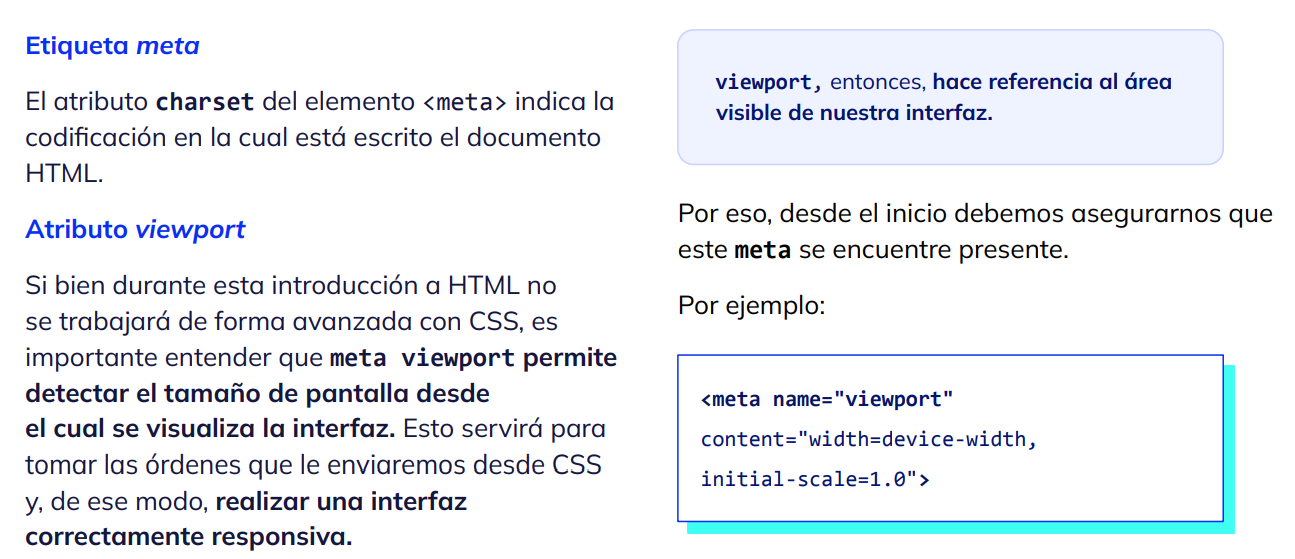 Etiqueta meta
El atributo charset del elemento <meta> indica la
codificación en la cual está escrito el documento
HTML.
Atributo viewport
Si bien durante esta introducción a HTML no
se trabajará de forma avanzada con CSS, es
importante entender que meta viewport permite
detectar el tamaño de pantalla desde
el cual se visualiza la interfaz. Esto servirá para
tomar las órdenes que le enviaremos desde CSS
y, de ese modo, realizar una interfaz
correctamente responsiva.
viewport, entonces, hace referencia al área
visible de nuestra interfaz.
Por eso, desde el inicio debemos asegurarnos que
este meta se encuentre presente.
Por ejemplo:
<meta name="viewport"
content="width=device-width,
initial-scale=1.0">